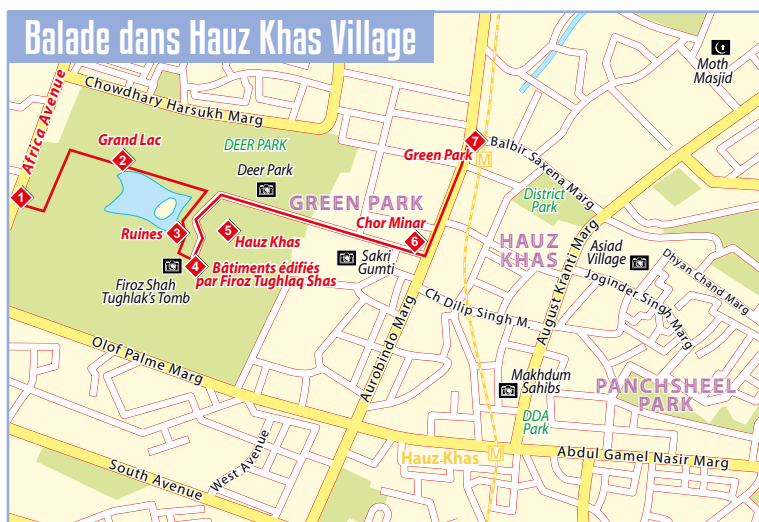 Balade dans Hauz Khas Village
Moth
Masjid
Africa Avenue
Chowdhary Harsukh Marg
Grand Lac
2
DEER PARK
Deer Park
7
Green Park
M
Balbir Saxena Marg
1
GREEN PARK
District
Park
Chor Minar
Ruines
3
5
Hauz Khas
6
HAUZ
KHAS
Asiad
Village
Sakri
Gumti
4
Bâtiments édifiés
par Firoz Tughlaq Shas
Firoz Shah
Tughlak's Tomb
Dhyan Chand Marg
Joginder Singh Marg
August Kranti Marg
Ch. Dilip Singh M.
Aurobindo Marg
Olof Palme Marg
Makhdum
Sahibs
PANCHSHEEL
PARK
DDA
Park
Hauz Khas
M
Abdul Gamel Nasir Marg
West Avenue
South Avenue